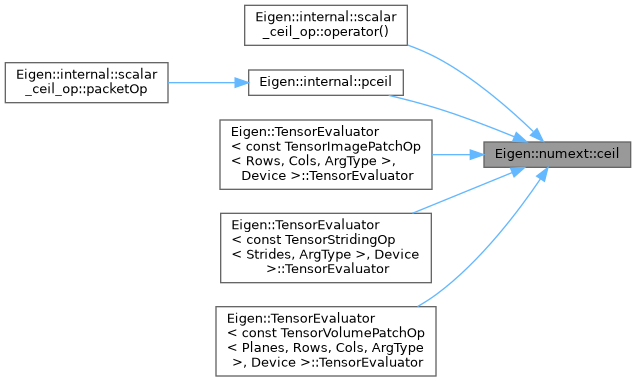 Eigen::internal::scalar
_ceil_op::operator()
Eigen::internal::scalar
_ceil_op::packetOp
Eigen::internal::pceil
Eigen::TensorEvaluator
< const TensorImagePatchOp
< Rows, Cols, ArgType >,
Device >::TensorEvaluator
Eigen::numext::ceil
Eigen::TensorEvaluator
< const TensorStridingOp
< Strides, ArgType >, Device
>::TensorEvaluator
Eigen::TensorEvaluator
< const TensorVolumePatchOp
< Planes, Rows, Cols, ArgType
>, Device >::TensorEvaluator